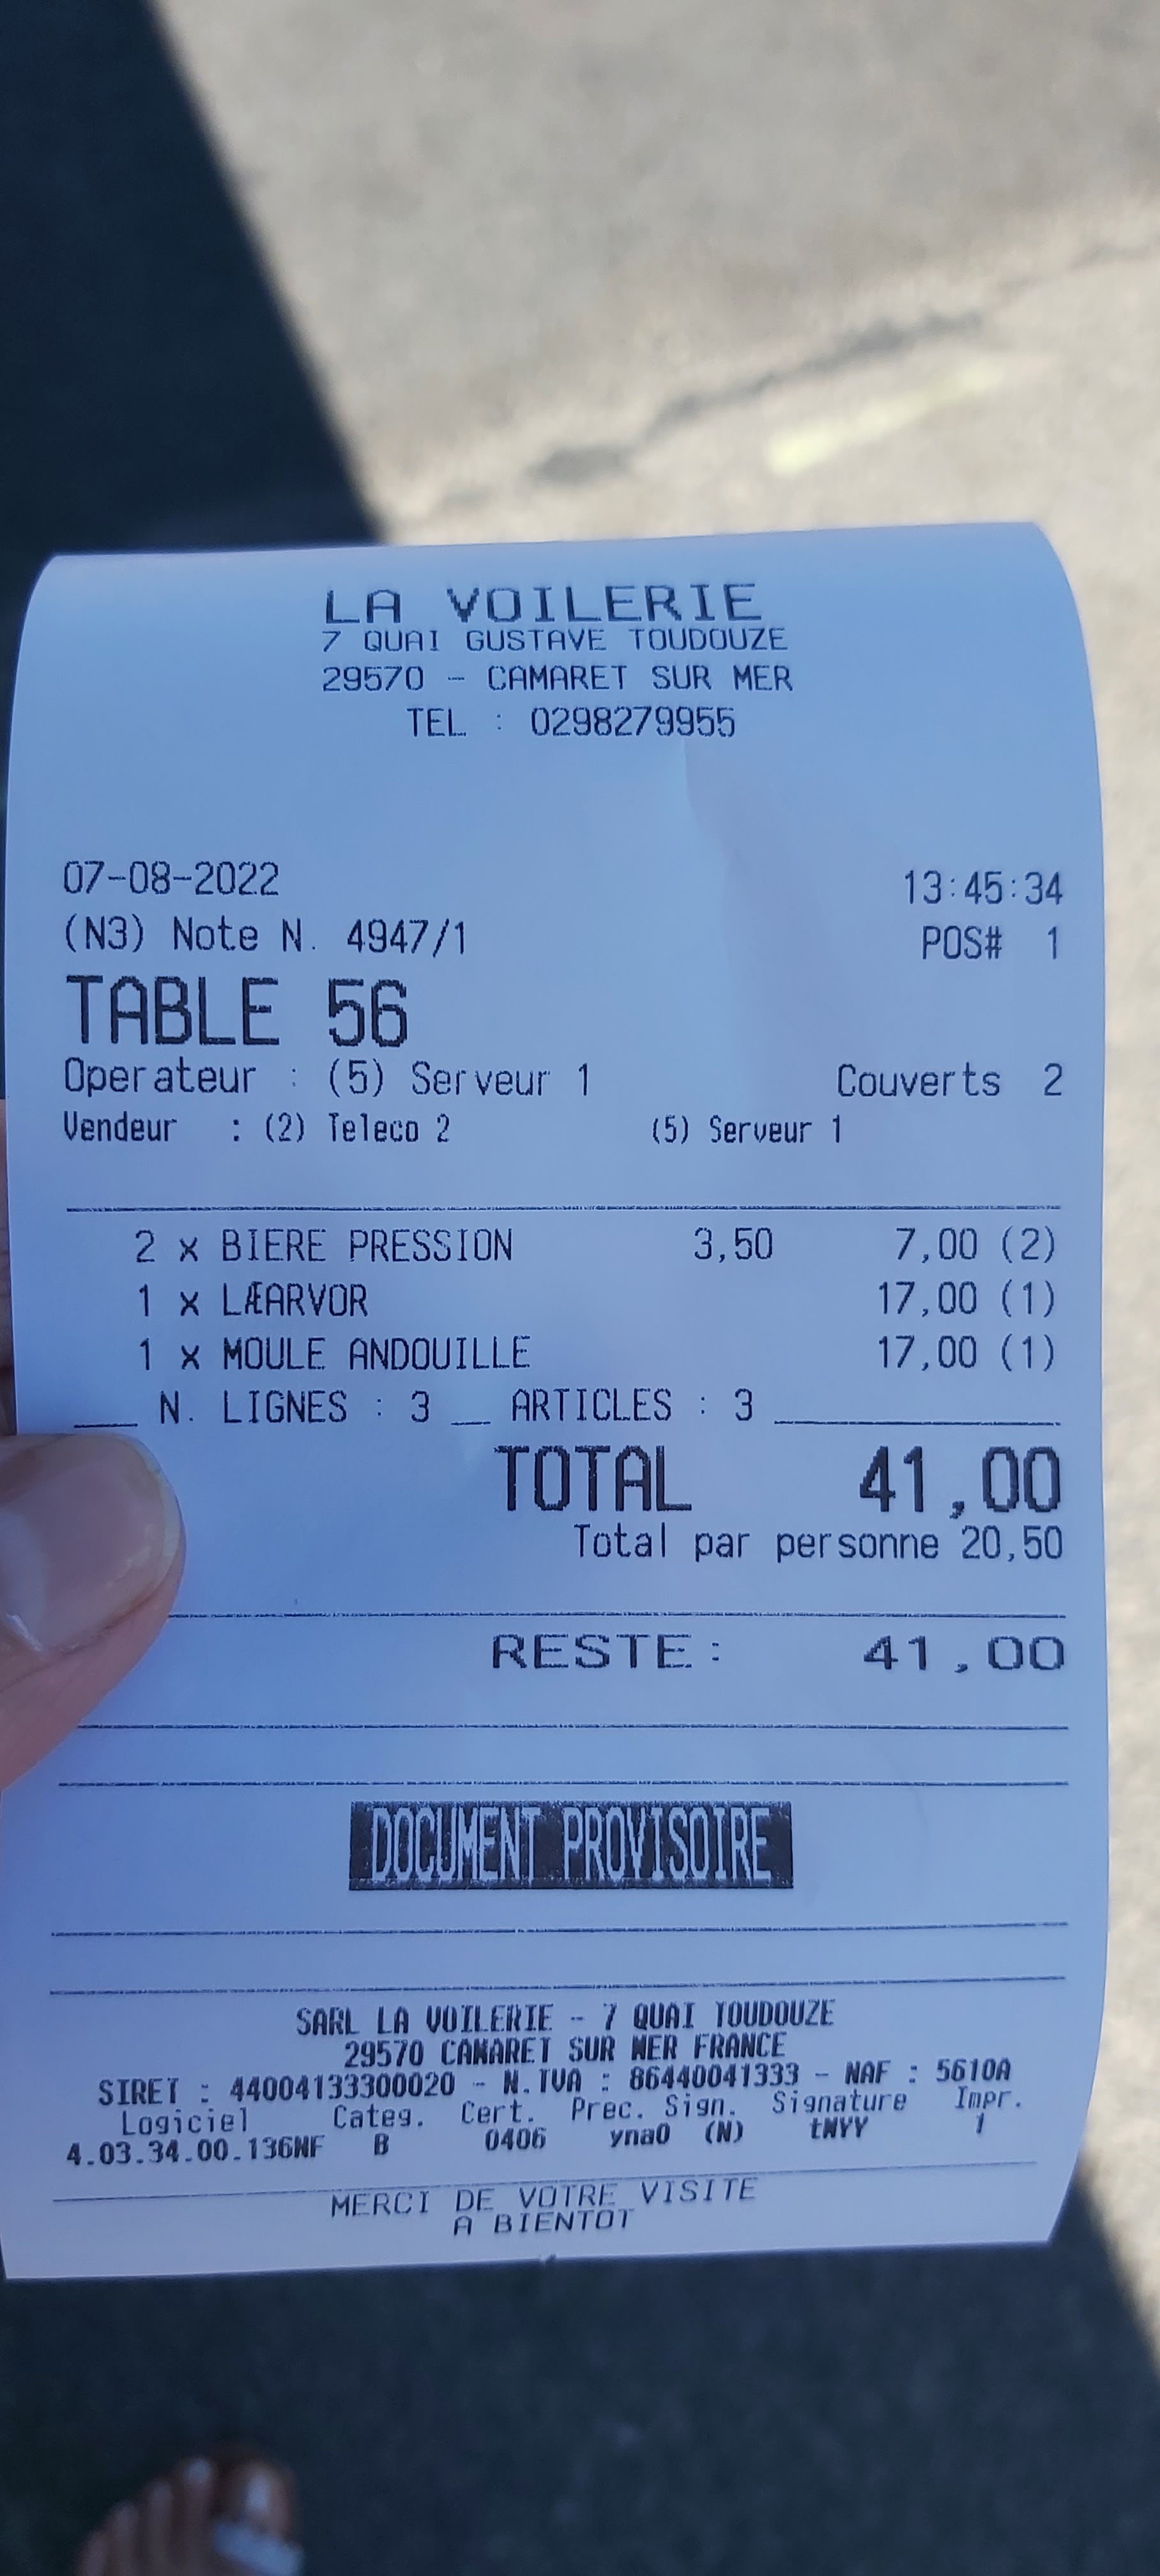 LA VOILERIE
7 QUAI GUSTAVE TOUDOUZE
29570 - CAMARET SUR MER
TEL : 0298279955
07-08-2022 13:45:34
(N3) Note N. 4947/1 POS# 1
TABLE 56
Operateur : (5) Serveur 1 Couverts 2
Vendeur : (2) Teleco 2 (5) Serveur 1
2 x BIERE PRESSION 3,50 7,00 (2)
1 x LÆARVOR 17,00 (1)
1 x MOULE ANDOUILLE 17,00 (1)
N. LIGNES : 3 __ ARTICLES : 3
TOTAL 41,00
Total par personne 20,50
RESTE: 41,00
DOCUMENT PROVISOIRE
SARL LA VOILERIE - 7 QUAI TOUDOUZE
29570 CAMARET SUR MER FRANCE
SIRET : 44004133300020 - N.TVA : 86440041333 - NAF : 5610A
Logiciel Categ. Cert. Prec. Sign. Signature Impr.
4.03.34.00.136NF B 0406 yna0 (N) tNYY 1
MERCI DE VOTRE VISITE
A BIENTOT